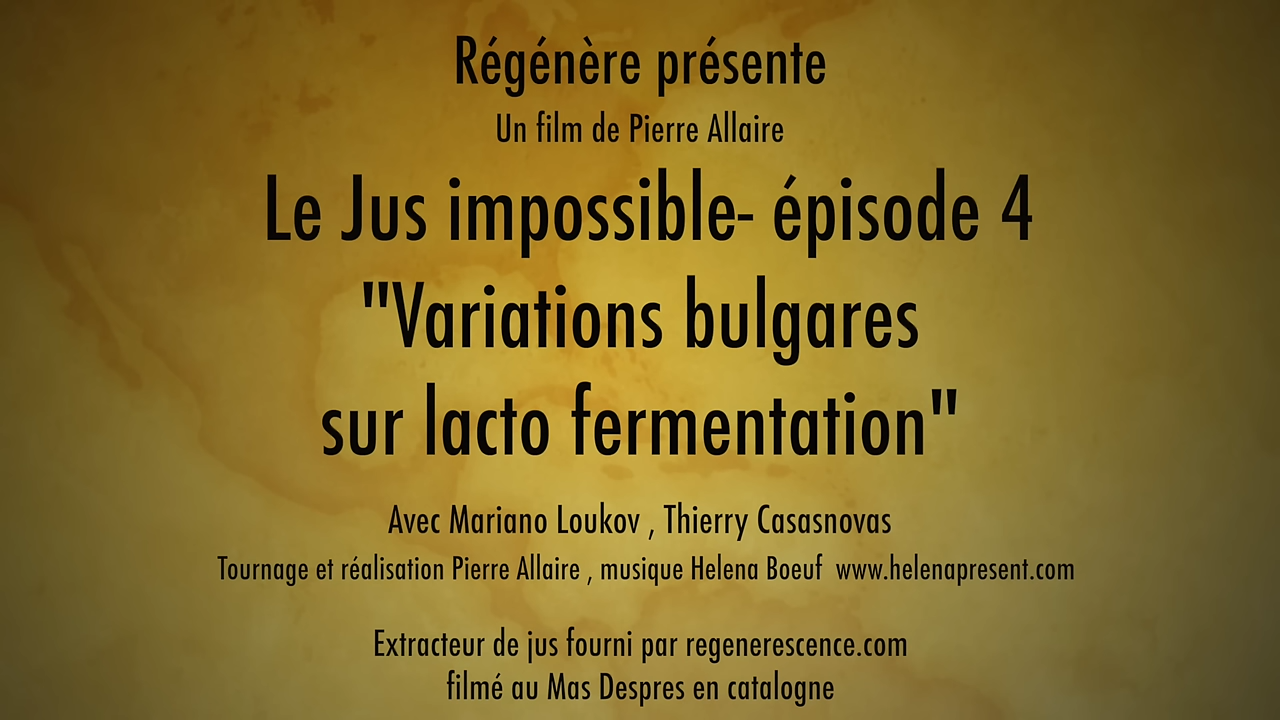 Régénère présente
Un film de Pierre Allaire
Le Jus impossible- épisode 4
"Variations bulgares
sur lacto fermentation"
Avec Mariano Loukov , Thierry Casasnovas
Tournage et réalisation Pierre Allaire , musique Helena Boeuf  www.helenapresent.com
Extracteur de jus fourni par regenerescence.com
filmé au Mas Despres en catalogne